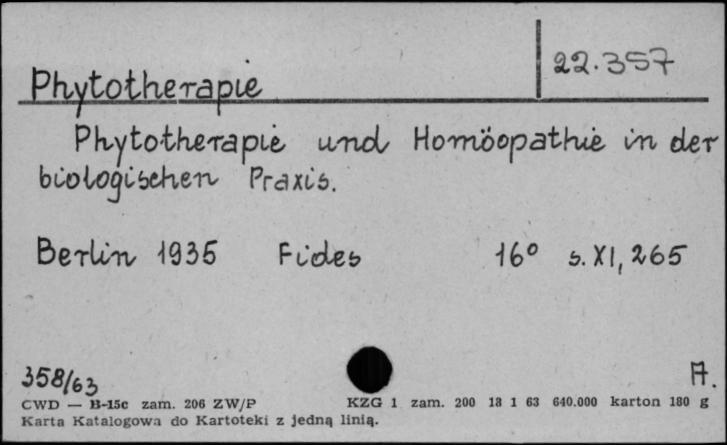 22.357
Phytotherapie
Phytotherapie und Homöopathie in der
biologischen Praxis.
Berlin 1935 Fides 16° s. XI, 265
358/63 A.
CWD — B-15c zam. 206 ZW/P KZG 1 zam. 200 18 1 63 640.000 karton 180 g
Karta Katalogowa do Kartoteki z jedną linią.